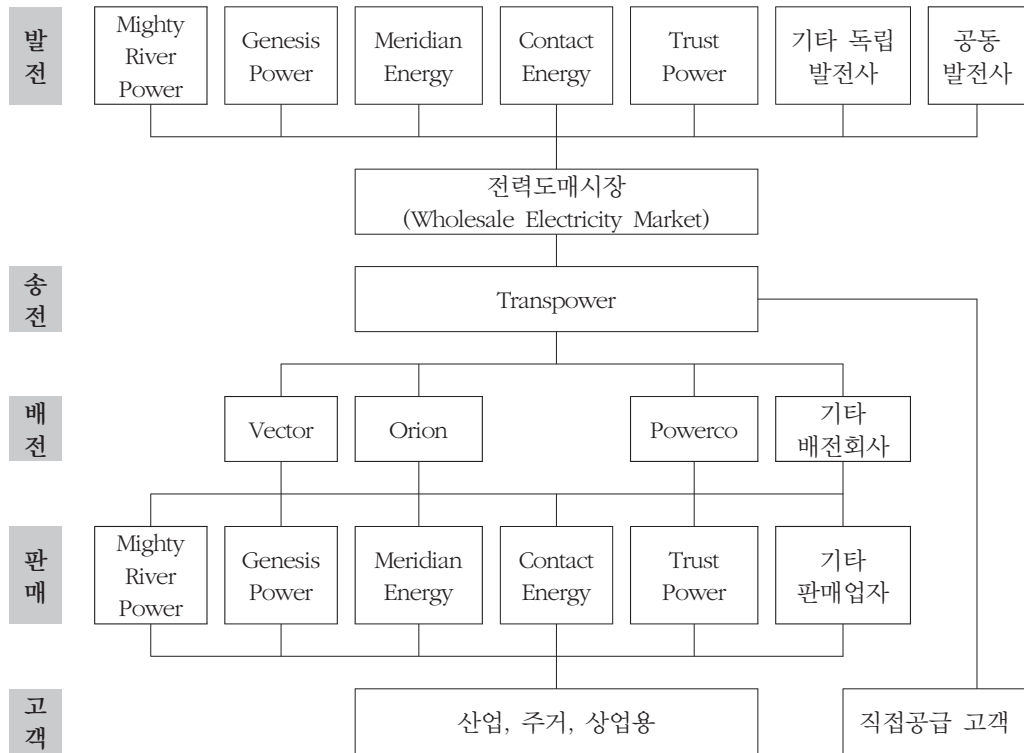 발
전
Mighty
River
Power
Genesis
Power
Meridian
Energy
Contact
Energy
Trust
Power
기타 독립
발전사
공동
발전사
전력도매시장
(Wholesale Electricity Market)
송
전
Transpower
배
전
Vector
Orion
Powerco
기타
배전회사
판
매
Mighty
River
Power
Genesis
Power
Meridian
Energy
Contact
Energy
Trust
Power
기타
판매업자
고
객
산업, 주거, 상업용
직접공급 고객